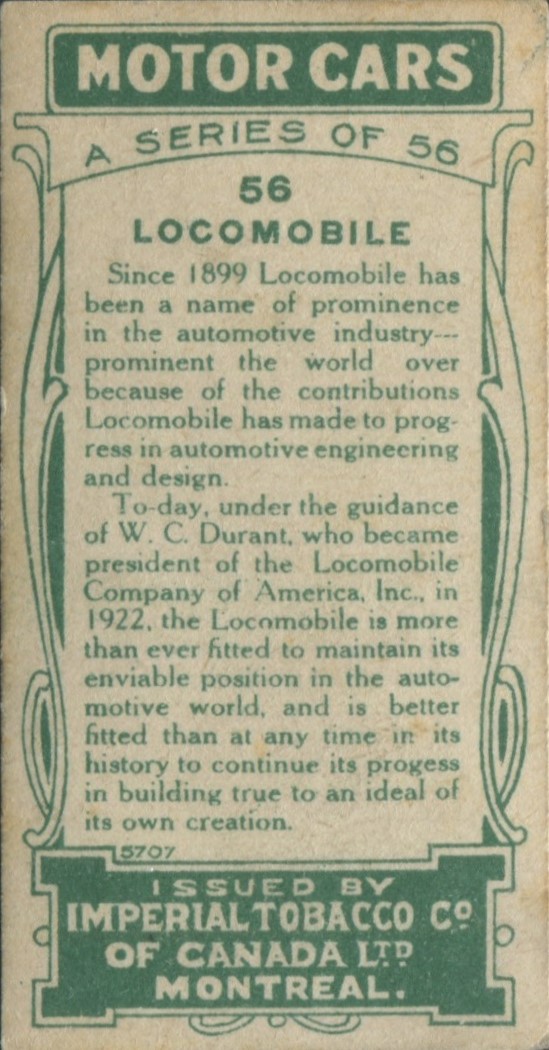 MOTOR CARS
A SERIES OF 56
56
LOCOMOBILE
Since 1899 Locomobile has
been a name of prominence
in the automotive industry---
prominent the world over
because of the contributions
Locomobile has made to prog-
ress in automotive engineering
and design.
To-day, under the guidance
of W. C. Durant, who became
president of the Locomobile
Company of America, Inc., in
1922, the Locomobile is more
than ever fitted to maintain its
enviable position in the auto-
motive world, and is better
fitted than at any time in its
history to continue its progess
in building true to an ideal of
its own creation.
5707
ISSUED BY
IMPERIAL TOBACCO CO
OF CANADA LTD
MONTREAL.